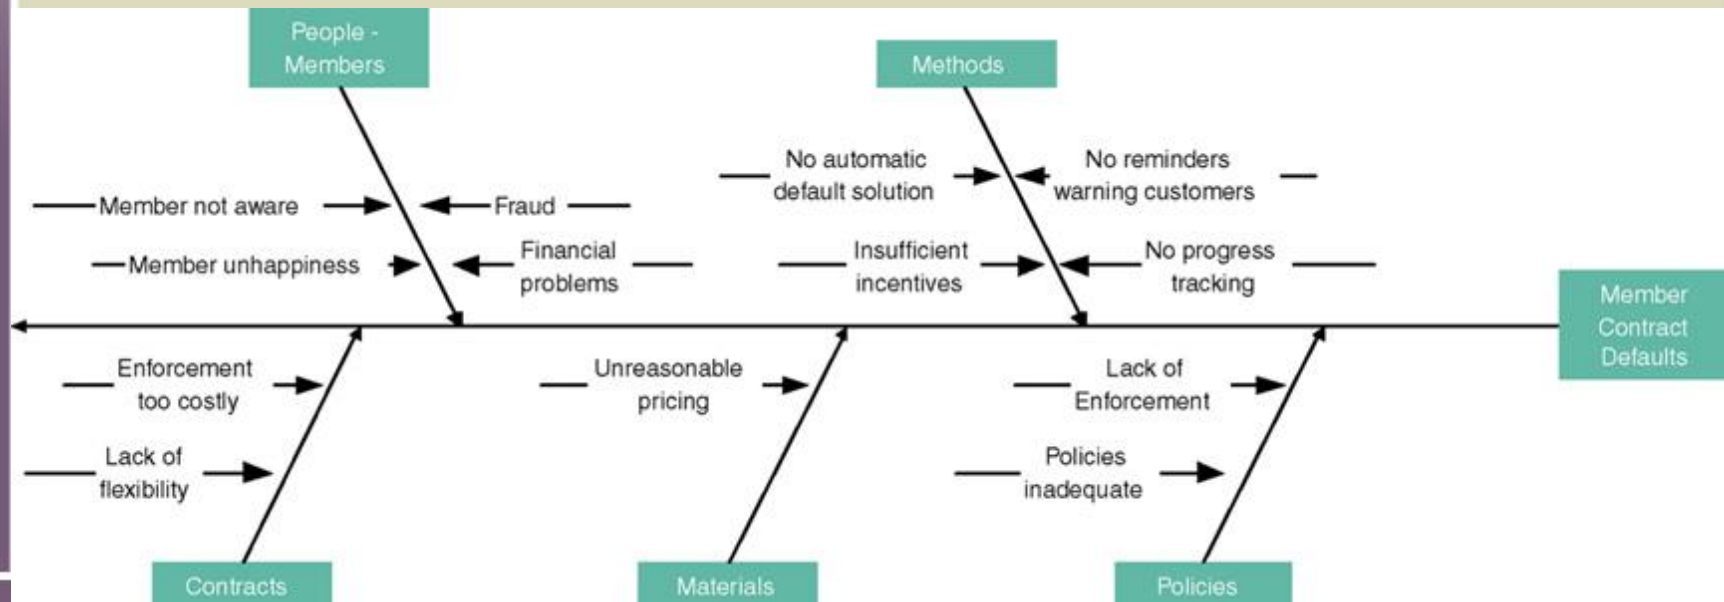 People -
Members
Methods
No automatic
default solution
No reminders
warning customers
Member not aware
Fraud
Member unhappiness
Financial
problems
Insufficient
incentives
No progress
tracking
Member
Contract
Defaults
Enforcement
too costly
Unreasonable
pricing
Lack of
Enforcement
Lack of
flexibility
Policies
inadequate
Contracts
Materials
Policies